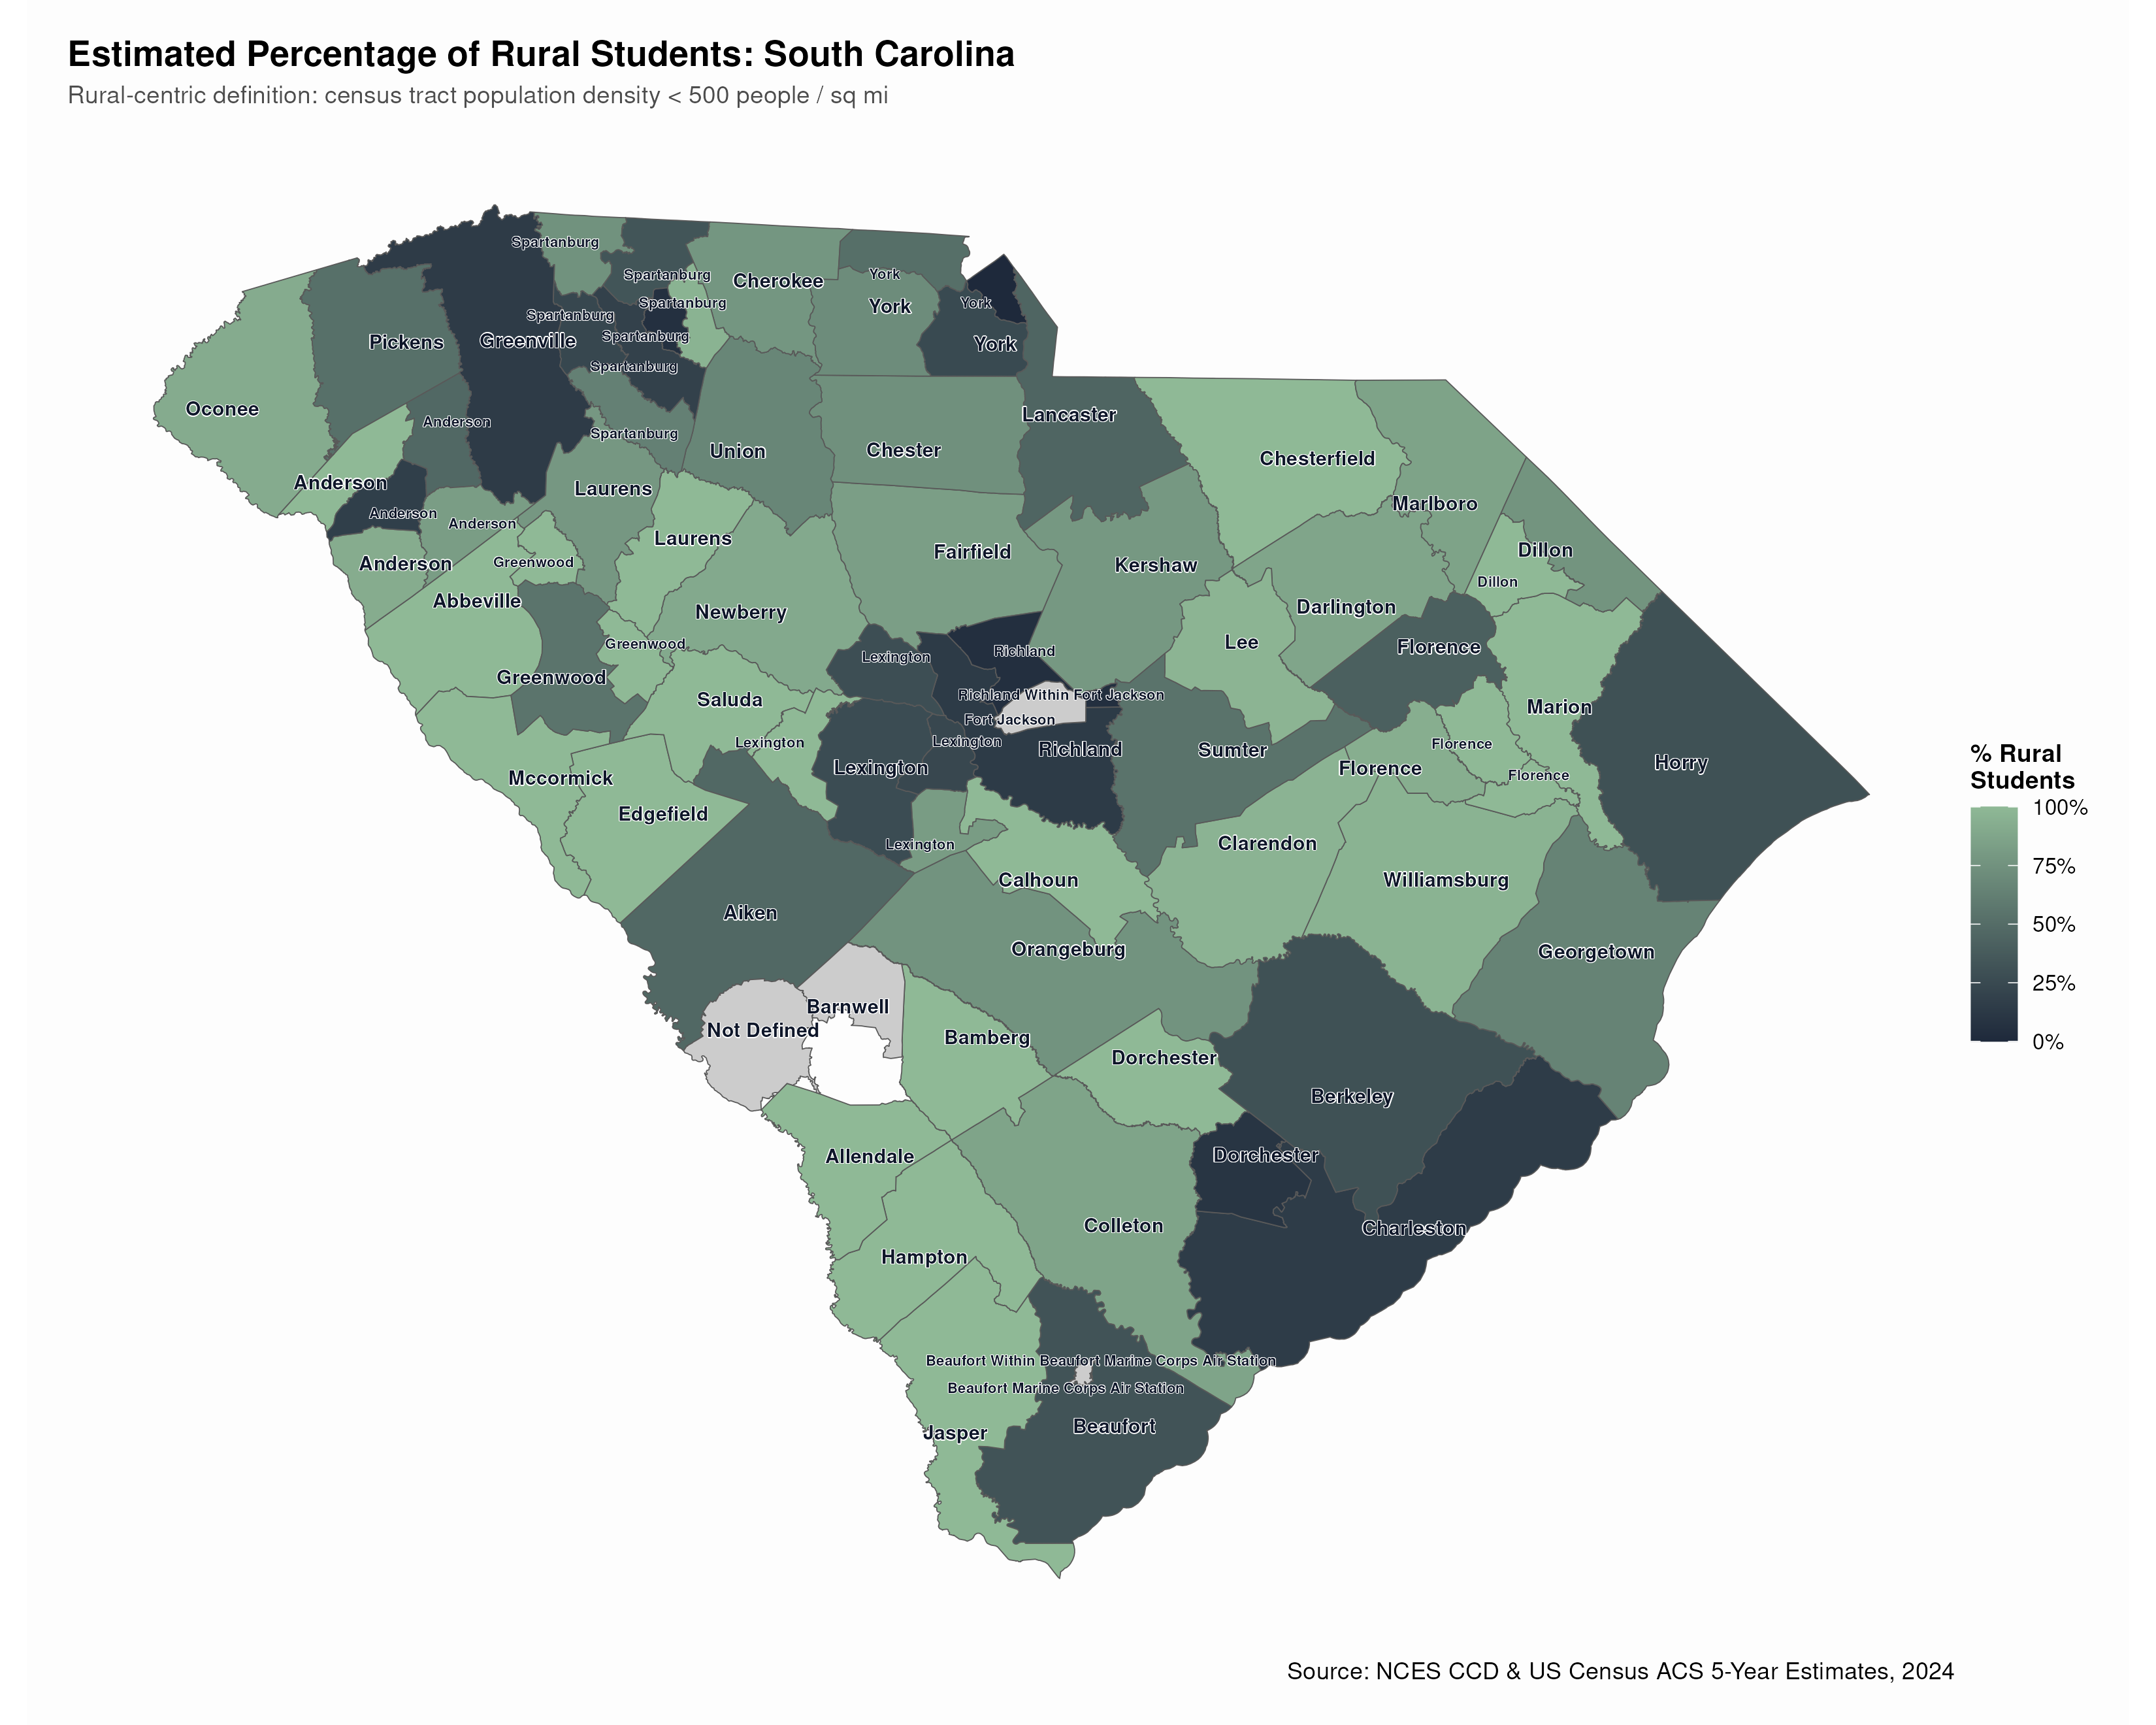 Estimated Percentage of Rural Students: South Carolina
Rural-centric definition: census tract population density < 500 people / sq mi
Spartanburg
Spartanburg
York
Cherokee
Spartanburg
York
York
Spartanburg
Spartanburg
Pickens
Greenville
York
Spartanburg
Oconee
Lancaster
Anderson
Spartanburg
Union
Chester
Chesterfield
Anderson
Laurens
Marlboro
Anderson
Anderson
Laurens
Fairfield
Dillon
Anderson
Greenwood
Kershaw
Dillon
Abbeville
Newberry
Darlington
Greenwood
Lexington
Richland
Lee
Florence
Greenwood
Saluda
Richland Within Fort Jackson
Marion
Fort Jackson
Lexington
Lexington
Richland
Sumter
Florence
Horry
Mccormick
Lexington
Florence
Florence
Edgefield
Lexington
Clarendon
Calhoun
Williamsburg
Aiken
Orangeburg
Georgetown
Barnwell
Not Defined
Bamberg
Dorchester
Berkeley
Allendale
Dorchester
Colleton
Charleston
Hampton
Beaufort Within Beaufort Marine Corps Air Station
Beaufort Marine Corps Air Station
Beaufort
Jasper
% Rural
Students
100%
75%
50%
25%
0%
Source: NCES CCD & US Census ACS 5-Year Estimates, 2024